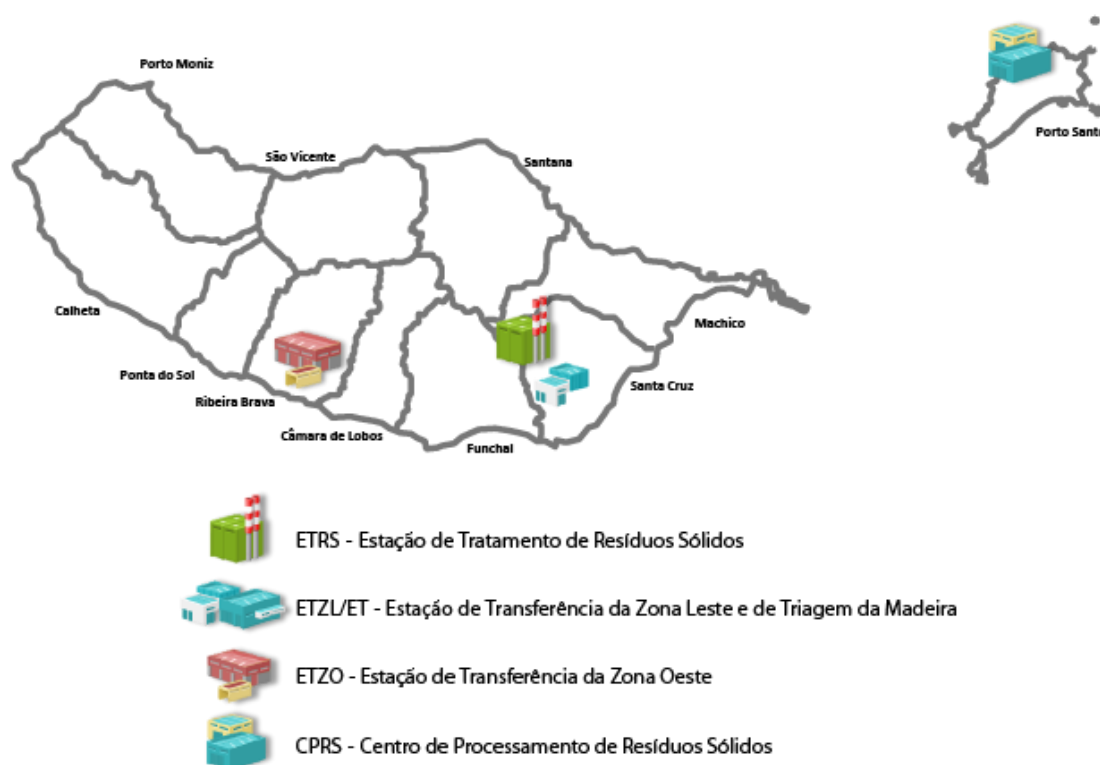 Porto Moniz
São Vicente
Santana
Porto Santo
Calheta
Machico
Ponta do Sol
Santa Cruz
Ribeira Brava
Câmara de Lobos
Funchal
ETRS - Estação de Tratamento de Resíduos Sólidos
ETZL/ET - Estação de Transferência da Zona Leste e de Triagem da Madeira
ETZO - Estação de Transferência da Zona Oeste
CPRS - Centro de Processamento de Resíduos Sólidos